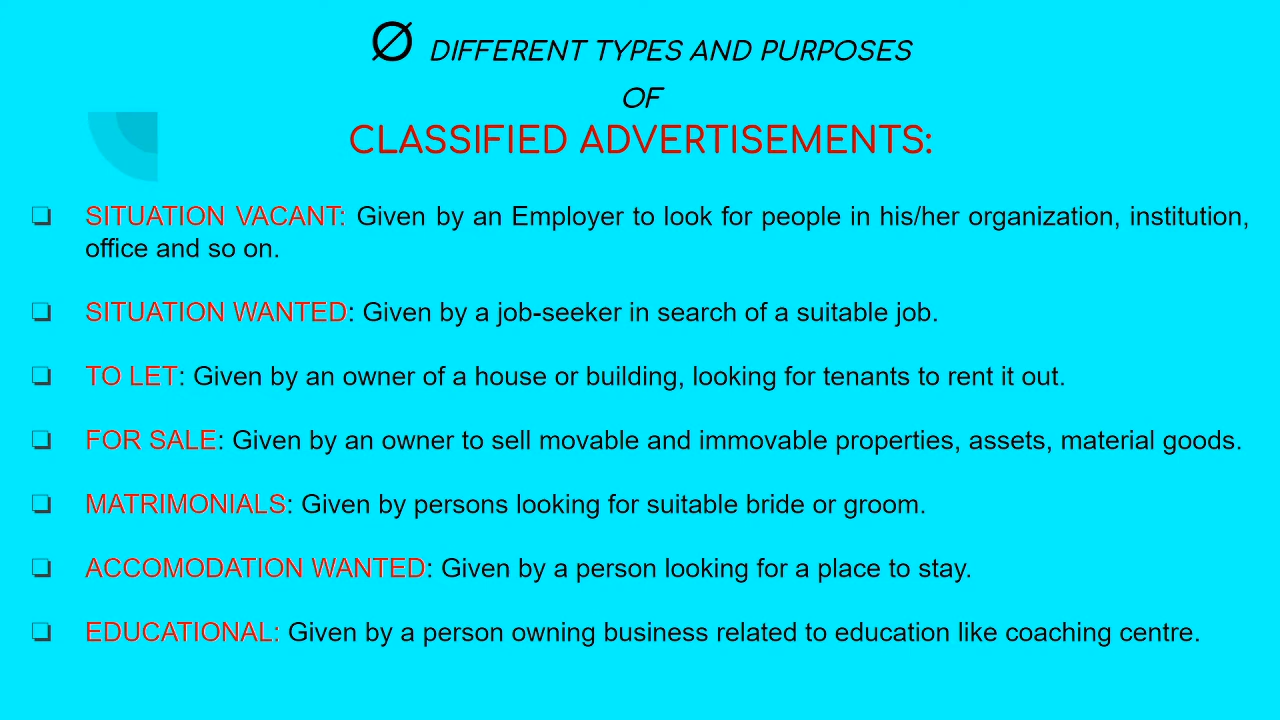 Ø DIFFERENT TYPES AND PURPOSES
OF
CLASSIFIED ADVERTISEMENTS:
❏ SITUATION VACANT: Given by an Employer to look for people in his/her organization, institution,
office and so on.
❏ SITUATION WANTED: Given by a job-seeker in search of a suitable job.
❏ TO LET: Given by an owner of a house or building, looking for tenants to rent it out.
❏ FOR SALE: Given by an owner to sell movable and immovable properties, assets, material goods.
❏ MATRIMONIALS: Given by persons looking for suitable bride or groom.
❏ ACCOMODATION WANTED: Given by a person looking for a place to stay.
❏ EDUCATIONAL: Given by a person owning business related to education like coaching centre.